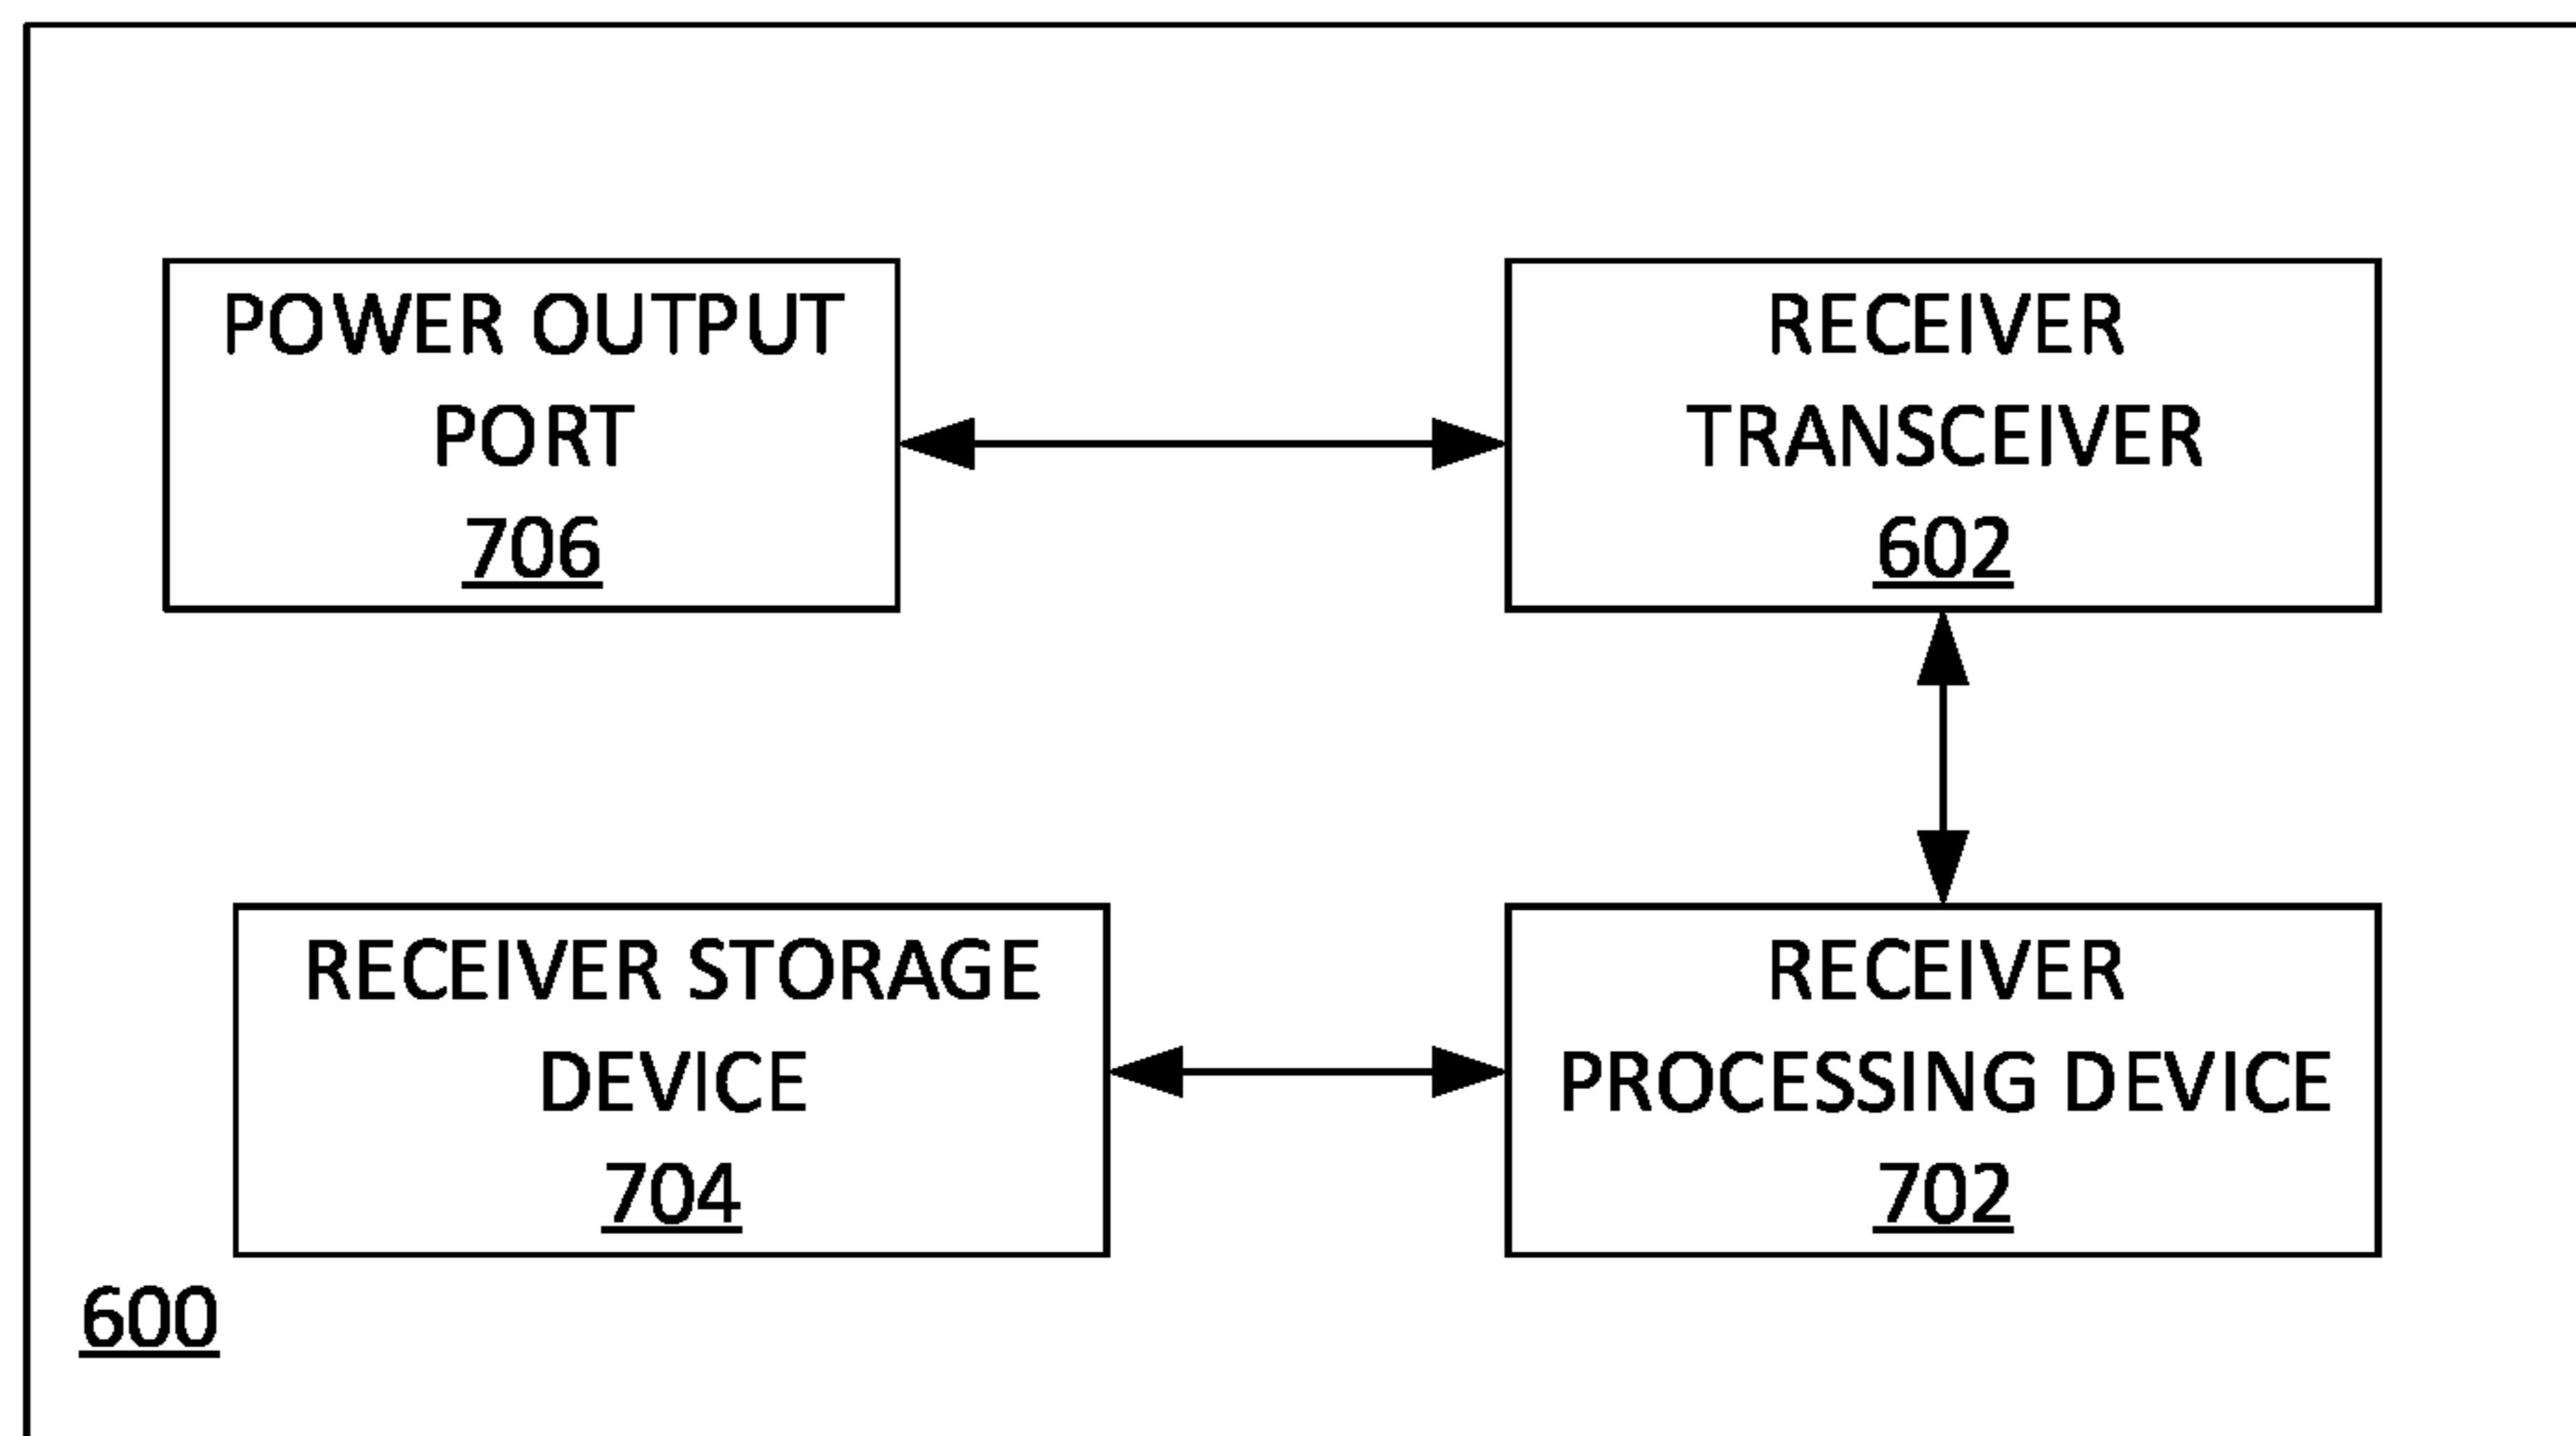 POWER OUTPUT
PORT
706
RECEIVER
TRANSCEIVER
602
RECEIVER STORAGE
DEVICE
704
RECEIVER
PROCESSING DEVICE
702
600